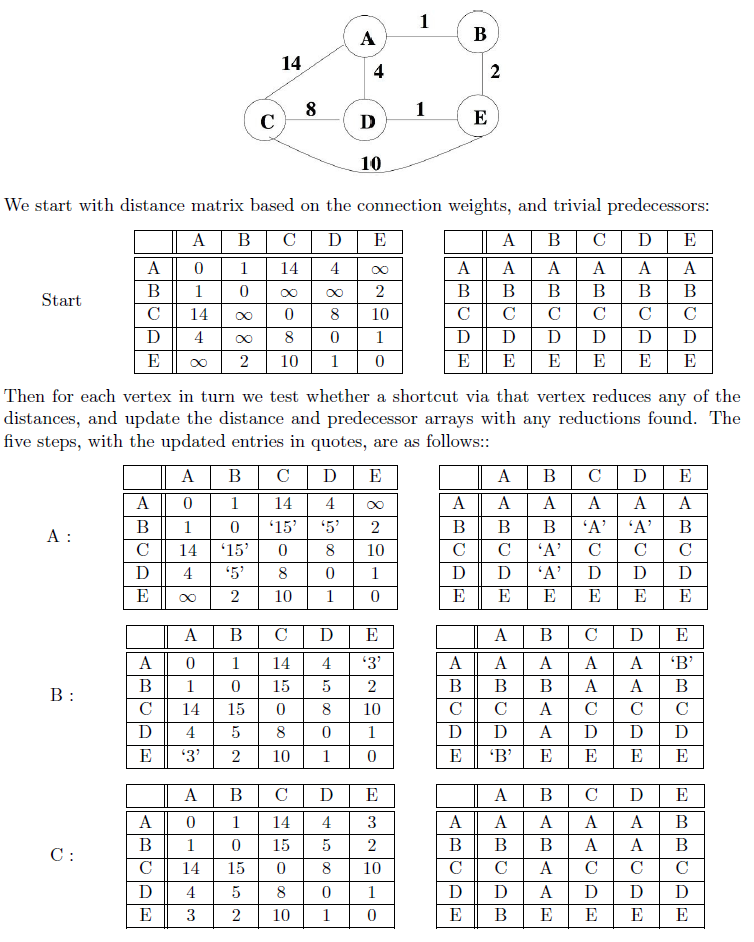 1
A B
14
4 2
8 1
C D E
10
We start with distance matrix based on the connection weights, and trivial predecessors:
A B C D E A B C D E
A 0 1 14 4 ∞ A A A A A A
B 1 0 ∞ ∞ 2 B B B B B B
Start
C 14 ∞ 0 8 10 C C C C C C
D 4 ∞ 8 0 1 D D D D D D
E ∞ 2 10 1 0 E E E E E E
Then for each vertex in turn we test whether a shortcut via that vertex reduces any of the
distances, and update the distance and predecessor arrays with any reductions found. The
five steps, with the updated entries in quotes, are as follows::
A B C D E A B C D E
A 0 1 14 4 ∞ A A A A A A
B 1 0 ‘15’ ‘5’ 2 B B B ‘A’ ‘A’ B
A :
C 14 ‘15’ 0 8 10 C C ‘A’ C C C
D 4 ‘5’ 8 0 1 D D ‘A’ D D D
E ∞ 2 10 1 0 E E E E E E
A B C D E A B C D E
A 0 1 14 4 ‘3’ A A A A A ‘B’
B 1 0 15 5 2 B B B A A B
B :
C 14 15 0 8 10 C C A C C C
D 4 5 8 0 1 D D A D D D
E ‘3’ 2 10 1 0 E ‘B’ E E E E
A B C D E A B C D E
A 0 1 14 4 3 A A A A A B
B 1 0 15 5 2 B B B A A B
C :
C 14 15 0 8 10 C C A C C C
D 4 5 8 0 1 D D A D D D
E 3 2 10 1 0 E B E E E E